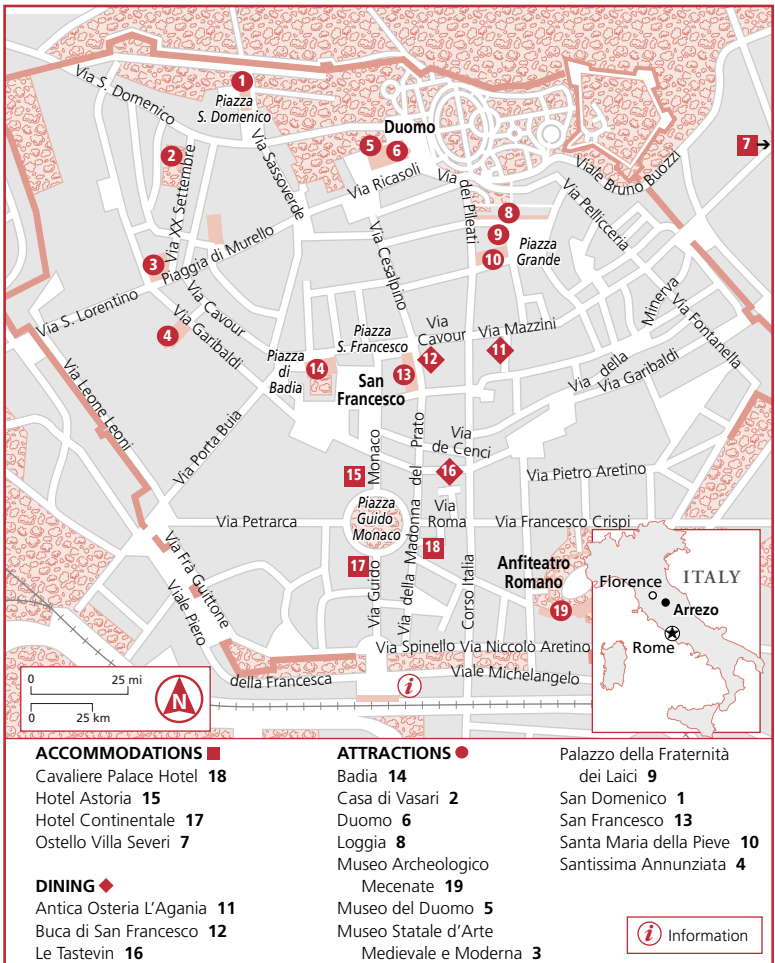 1
Piazza
S. Domenico
Via S. Domenico
Duomo
5
6
2
7
Via Sassoverde
Via XX Settembre
Via Ricasoli
Via dei Pileati
Viale Bruno Buozzi
8
Via Pellicceria
9
Piazza
Grande
10
Piaggia di Murello
Via Cesalpino
3
Via S. Lorentino
Via Cavour
Via Garibaldi
4
Piazza
S. Francesco
Via
Cavour
Via Mazzini
Minerva
Via Fontanella
12
11
Piazza
di
Badia
14
13
San
Francesco
Via della
Via Garibaldi
Via Leone Leoni
Via Porta Buia
Via
de Cenci
Monaco
Via della Madonna del Prato
15
16
Via Pietro Aretino
Piazza
Guido
Monaco
Via
Roma
Via Petrarca
Via Francesco Crispi
18
17
Via Guido
Corso Italia
Anfiteatro
Romano
19
Via Frà Guittone
Viale Piero
della Francesca
Via Spinello
Via Niccolò Aretino
Viale Michelangelo
i
Florence
ITALY
Arrezo
Rome
0 25 mi
0 25 km
N
ACCOMMODATIONS
Cavaliere Palace Hotel 18
Hotel Astoria 15
Hotel Continentale 17
Ostello Villa Severi 7
DINING
Antica Osteria L'Agania 11
Buca di San Francesco 12
Le Tastevin 16
ATTRACTIONS
Badia 14
Casa di Vasari 2
Duomo 6
Loggia 8
Museo Archeologico
Mecenate 19
Museo del Duomo 5
Museo Statale d'Arte
Medievale e Moderna 3
Palazzo della Fraternità
dei Laici 9
San Domenico 1
San Francesco 13
Santa Maria della Pieve 10
Santissima Annunziata 4
i Information